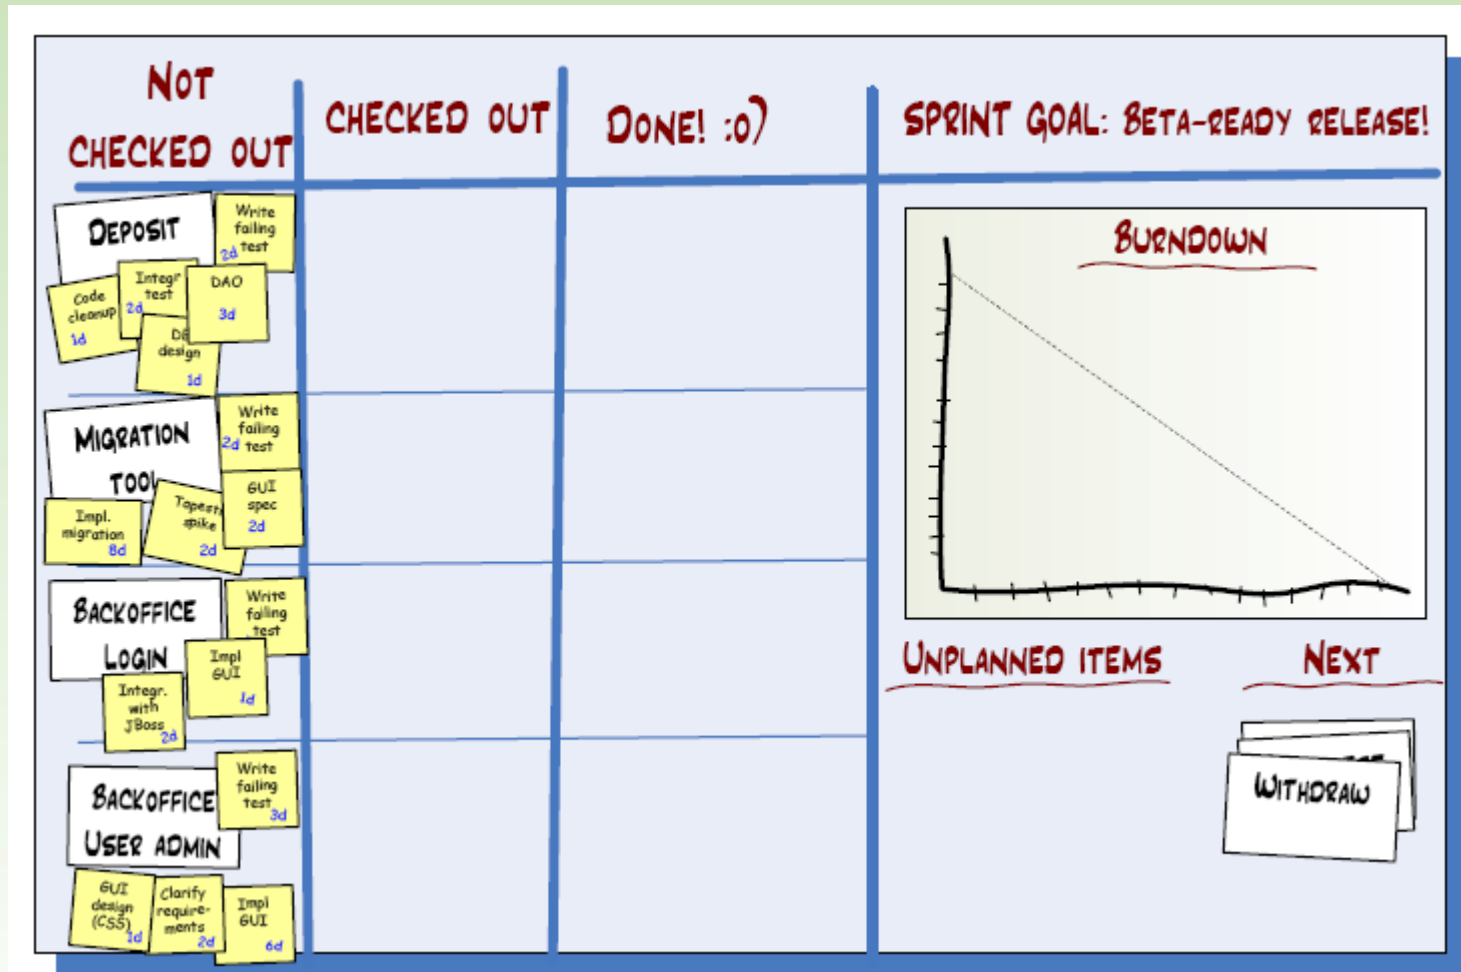 NOT
CHECKED OUT
CHECKED OUT
DONE! :o)
SPRINT GOAL: BETA-READY RELEASE!
DEPOSIT
Write
failing
test
2d
Code
cleanup
1d
Integr
test
2d
DAO
3d
design
1d
MIGRATION
TOOL
Write
failing
test
2d
GUI
spec
2d
Impl.
migration
8d
spike
2d
BACKOFFICE
LOGIN
Write
failing
test
Impl
GUI
1d
Integr.
with
JBoss
2d
BACKOFFICE
USER ADMIN
Write
failing
test
3d
GUI
design
(CSS)
1d
Clarify
require-
ments
2d
Impl
GUI
6d
BURNDOWN
UNPLANNED ITEMS
NEXT
WITHDRAW